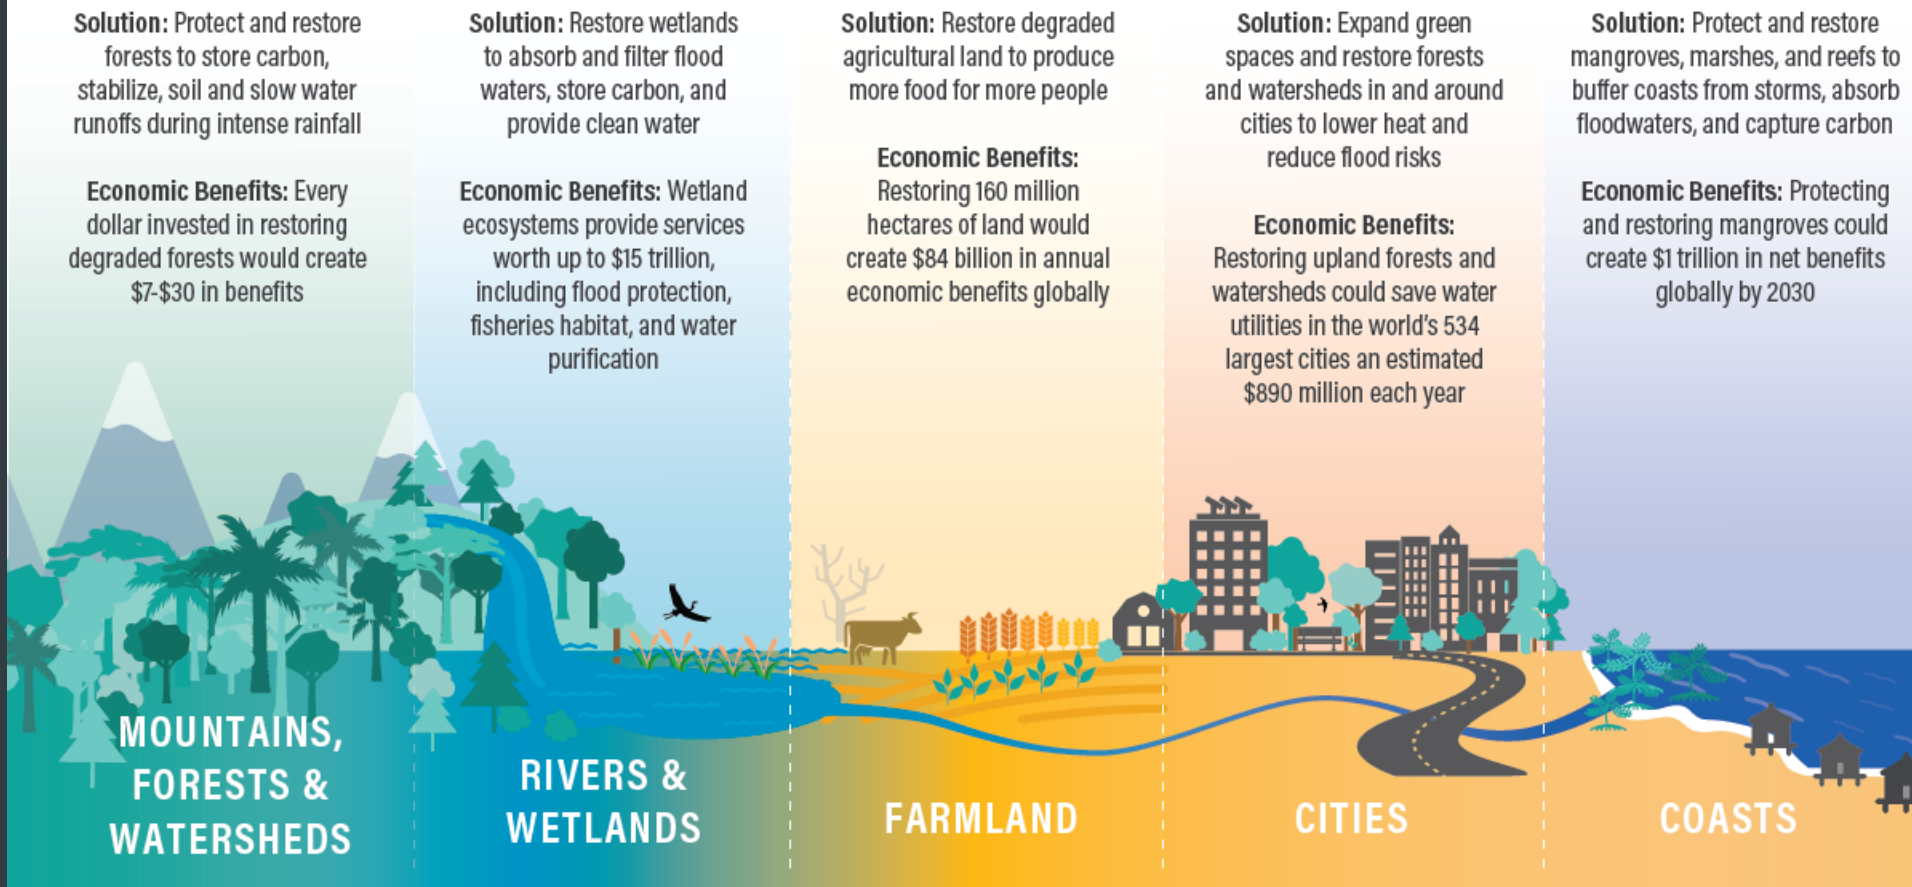 Solution: Protect and restore
forests to store carbon,
stabilize, soil and slow water
runoffs during intense rainfall
Economic Benefits: Every
dollar invested in restoring
degraded forests would create
$7-$30 in benefits
MOUNTAINS,
FORESTS &
WATERSHEDS
Solution: Restore wetlands
to absorb and filter flood
waters, store carbon, and
provide clean water
Economic Benefits: Wetland
ecosystems provide services
worth up to $15 trillion,
including flood protection,
fisheries habitat, and water
purification
RIVERS &
WETLANDS
Solution: Restore degraded
agricultural land to produce
more food for more people
Economic Benefits:
Restoring 160 million
hectares of land would
create $84 billion in annual
economic benefits globally
FARMLAND
Solution: Expand green
spaces and restore forests
and watersheds in and around
cities to lower heat and
reduce flood risks
Economic Benefits:
Restoring upland forests and
watersheds could save water
utilities in the world's 534
largest cities an estimated
$890 million each year
CITIES
Solution: Protect and restore
mangroves, marshes, and reefs to
buffer coasts from storms, absorb
floodwaters, and capture carbon
Economic Benefits: Protecting
and restoring mangroves could
create $1 trillion in net benefits
globally by 2030
COASTS